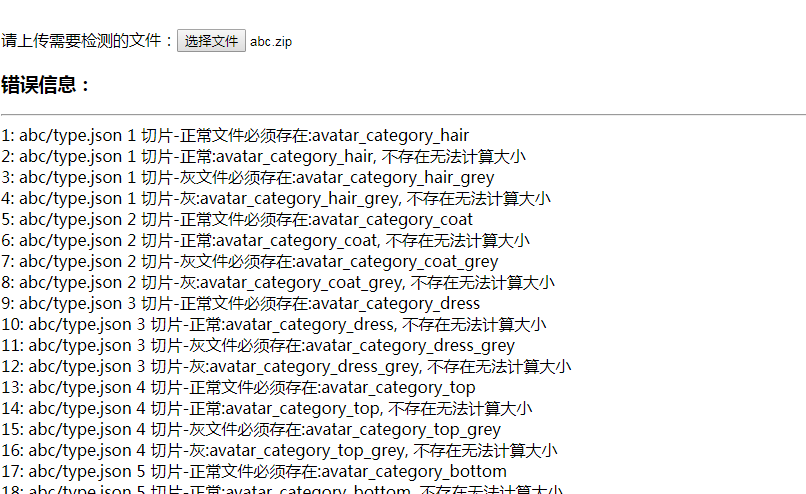 请上传需要检测的文件：选择文件 abc.zip
错误信息：
1: abc/type.json 1 切片-正常文件必须存在:avatar_category_hair
2: abc/type.json 1 切片-正常:avatar_category_hair, 不存在无法计算大小
3: abc/type.json 1 切片-灰文件必须存在:avatar_category_hair_grey
4: abc/type.json 1 切片-灰:avatar_category_hair_grey, 不存在无法计算大小
5: abc/type.json 2 切片-正常文件必须存在:avatar_category_coat
6: abc/type.json 2 切片-正常:avatar_category_coat, 不存在无法计算大小
7: abc/type.json 2 切片-灰文件必须存在:avatar_category_coat_grey
8: abc/type.json 2 切片-灰:avatar_category_coat_grey, 不存在无法计算大小
9: abc/type.json 3 切片-正常文件必须存在:avatar_category_dress
10: abc/type.json 3 切片-正常:avatar_category_dress, 不存在无法计算大小
11: abc/type.json 3 切片-灰文件必须存在:avatar_category_dress_grey
12: abc/type.json 3 切片-灰:avatar_category_dress_grey, 不存在无法计算大小
13: abc/type.json 4 切片-正常文件必须存在:avatar_category_top
14: abc/type.json 4 切片-正常:avatar_category_top, 不存在无法计算大小
15: abc/type.json 4 切片-灰文件必须存在:avatar_category_top_grey
16: abc/type.json 4 切片-灰:avatar_category_top_grey, 不存在无法计算大小
17: abc/type.json 5 切片-正常文件必须存在:avatar_category_bottom
18: abc/type.json 5 切片-正常:avatar_category_bottom, 不存在无法计算大小